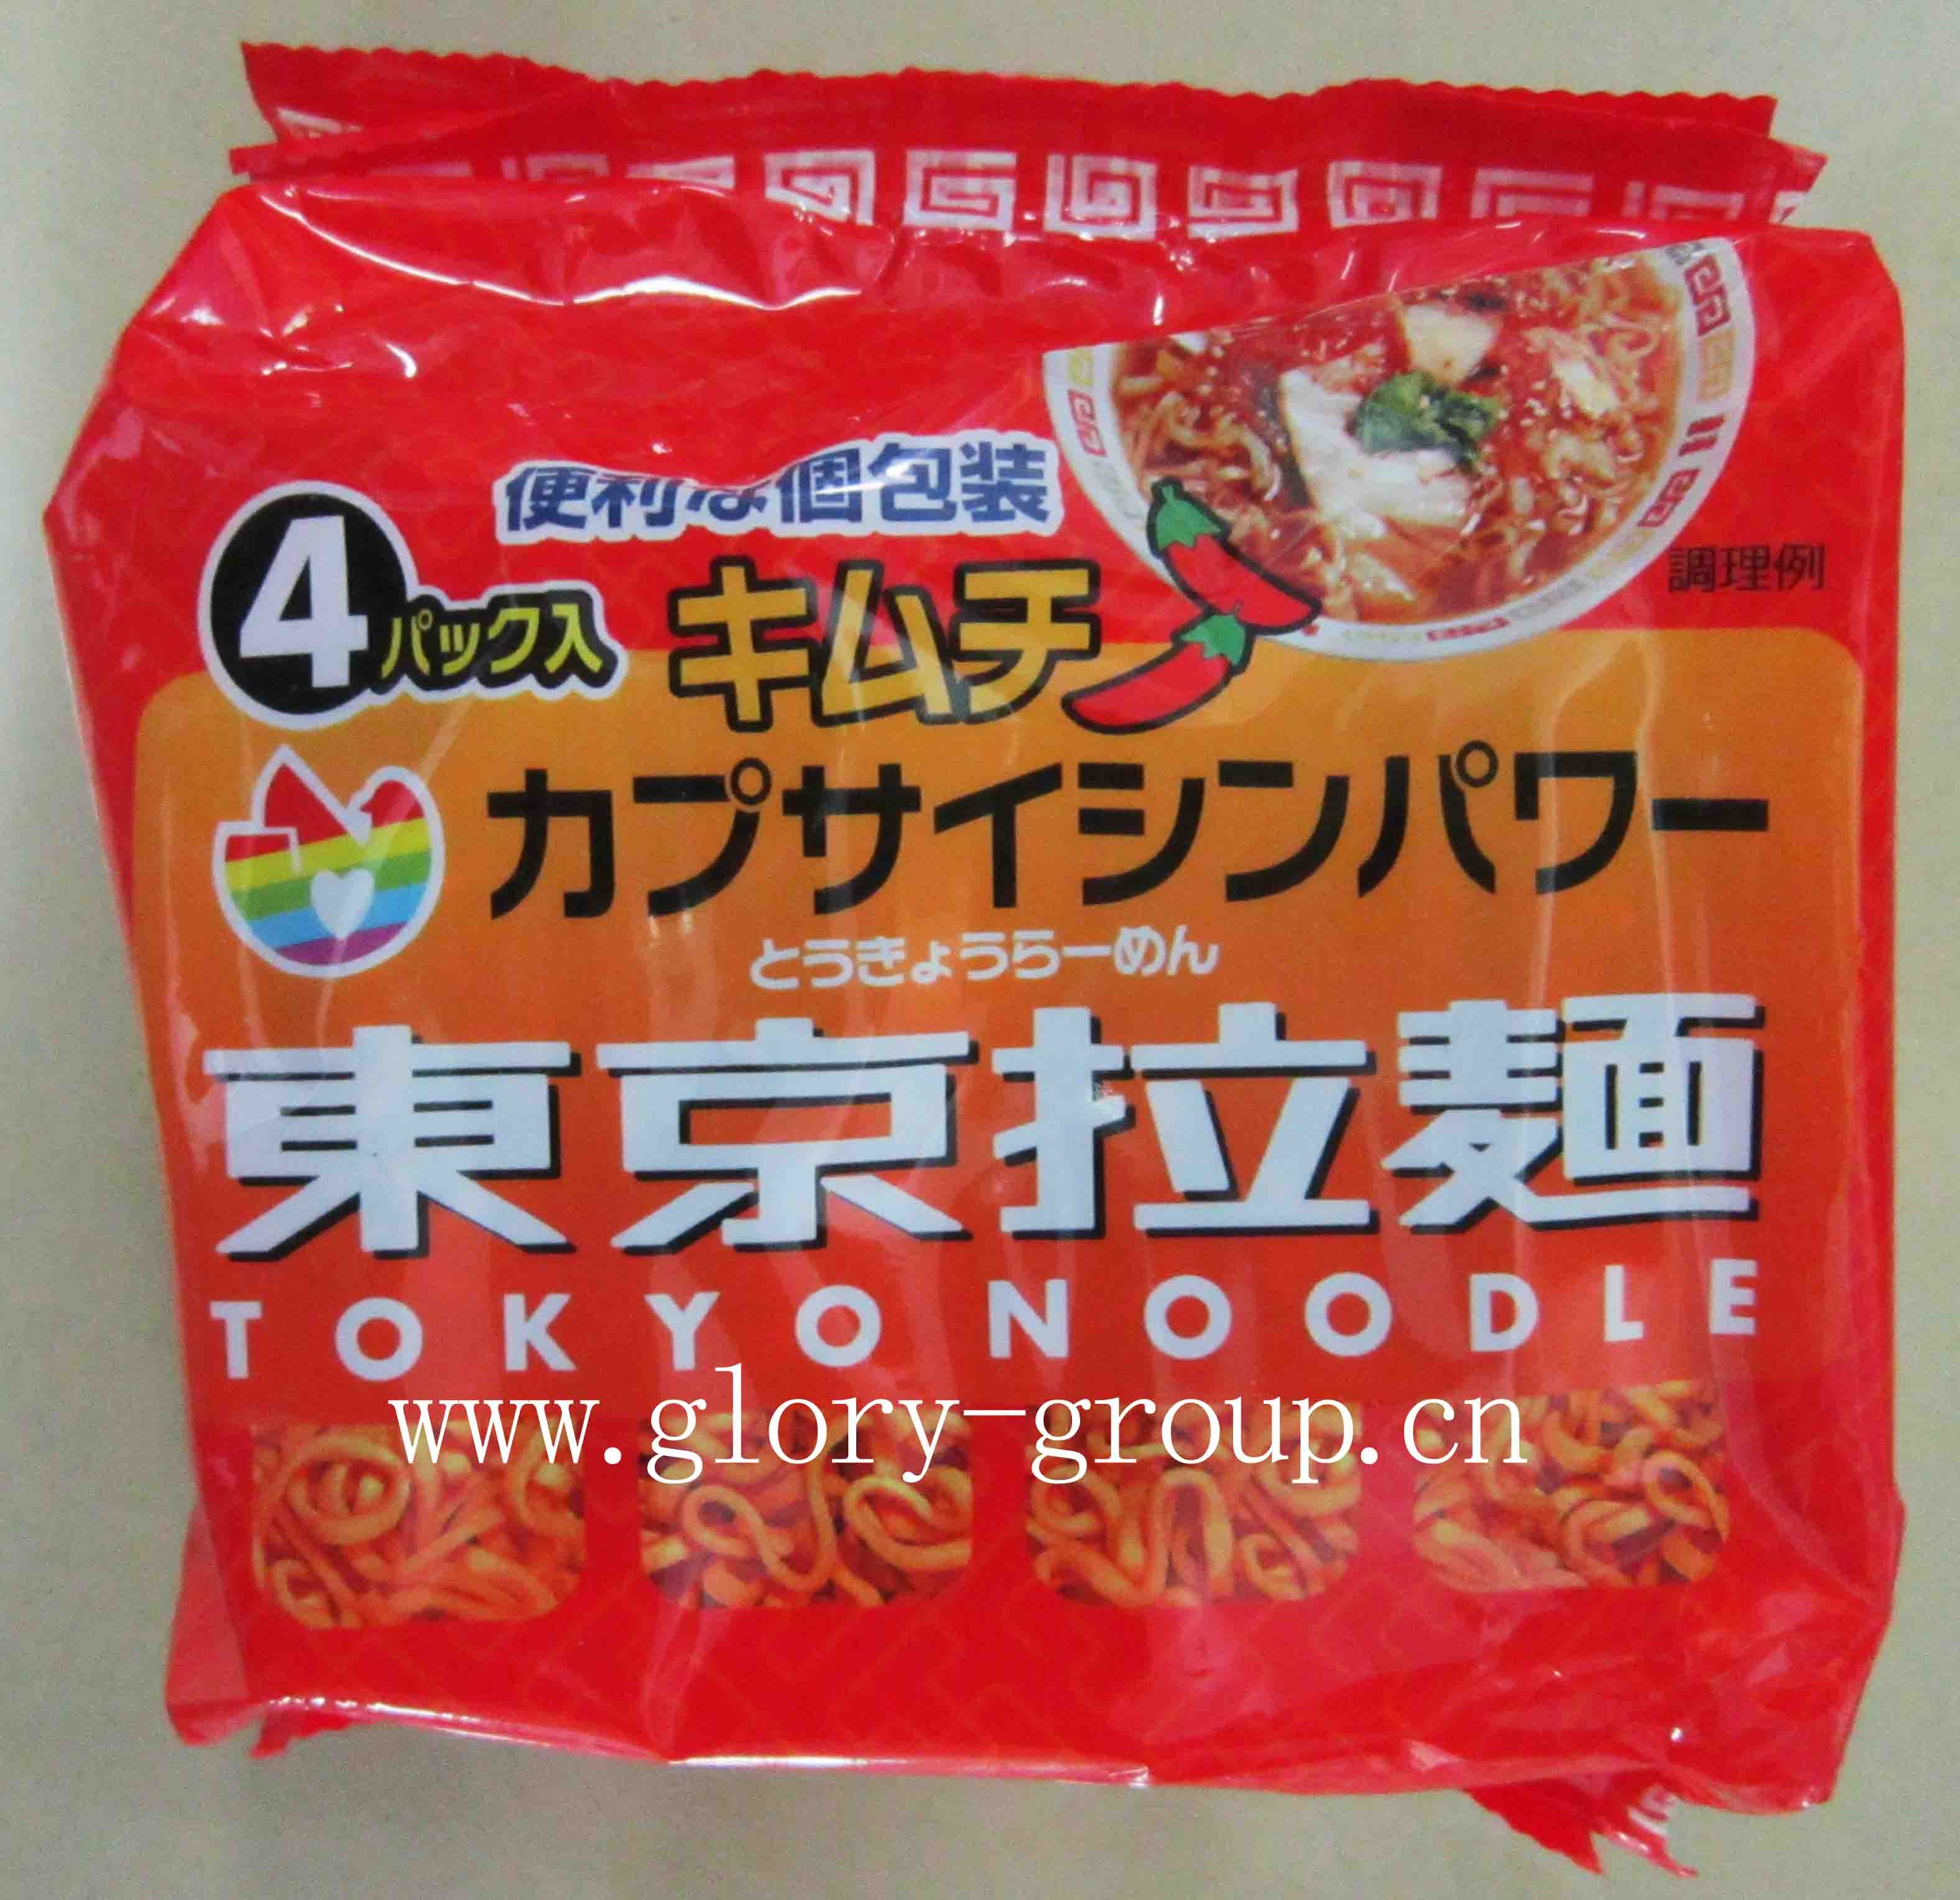 便利な個包装
4パック入
キムチ
調理例
カプサイシンパワー
とうきょうらーめん
東京拉麺
TOKYO NOODLE
www.glory-group.cn